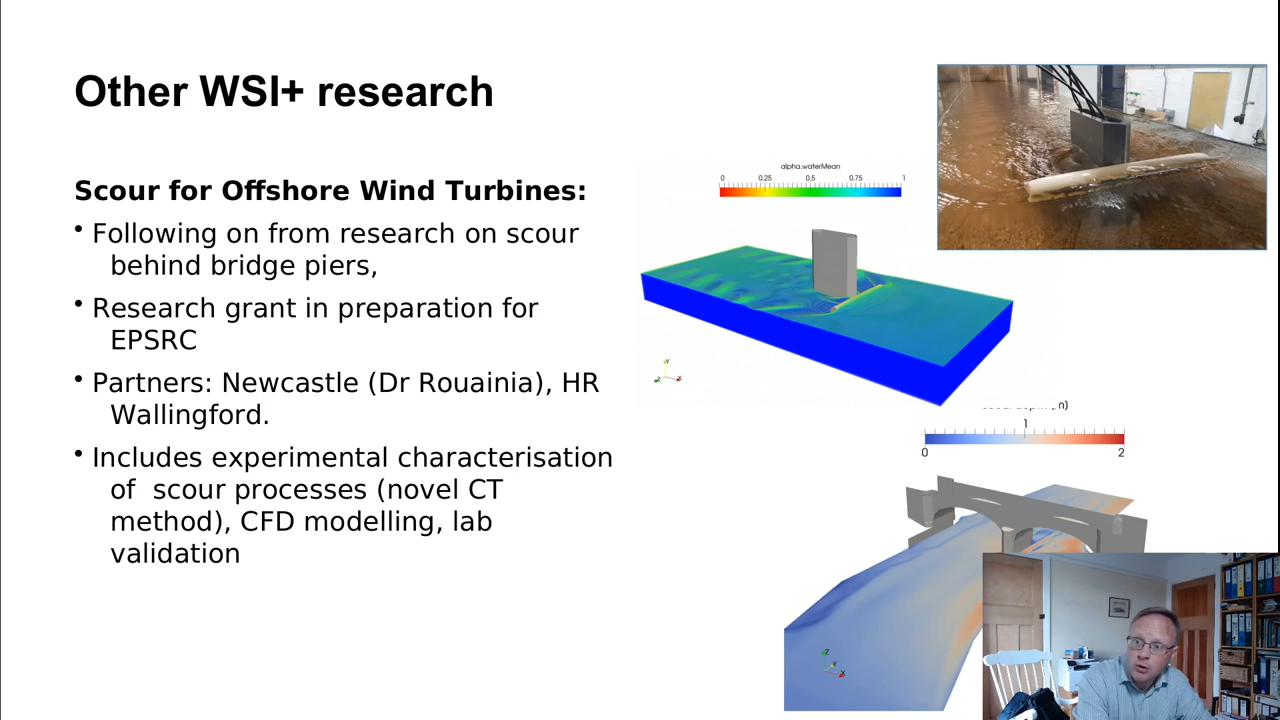 Other WSI+ research
Scour for Offshore Wind Turbines:
• Following on from research on scour
behind bridge piers,
• Research grant in preparation for
EPSRC
• Partners: Newcastle (Dr Rouainia), HR
Wallingford.
• Includes experimental characterisation
of  scour processes (novel CT
method), CFD modelling, lab
validation
alpha.waterMean
0 0.25 0.5 0.75 1
1
0 2